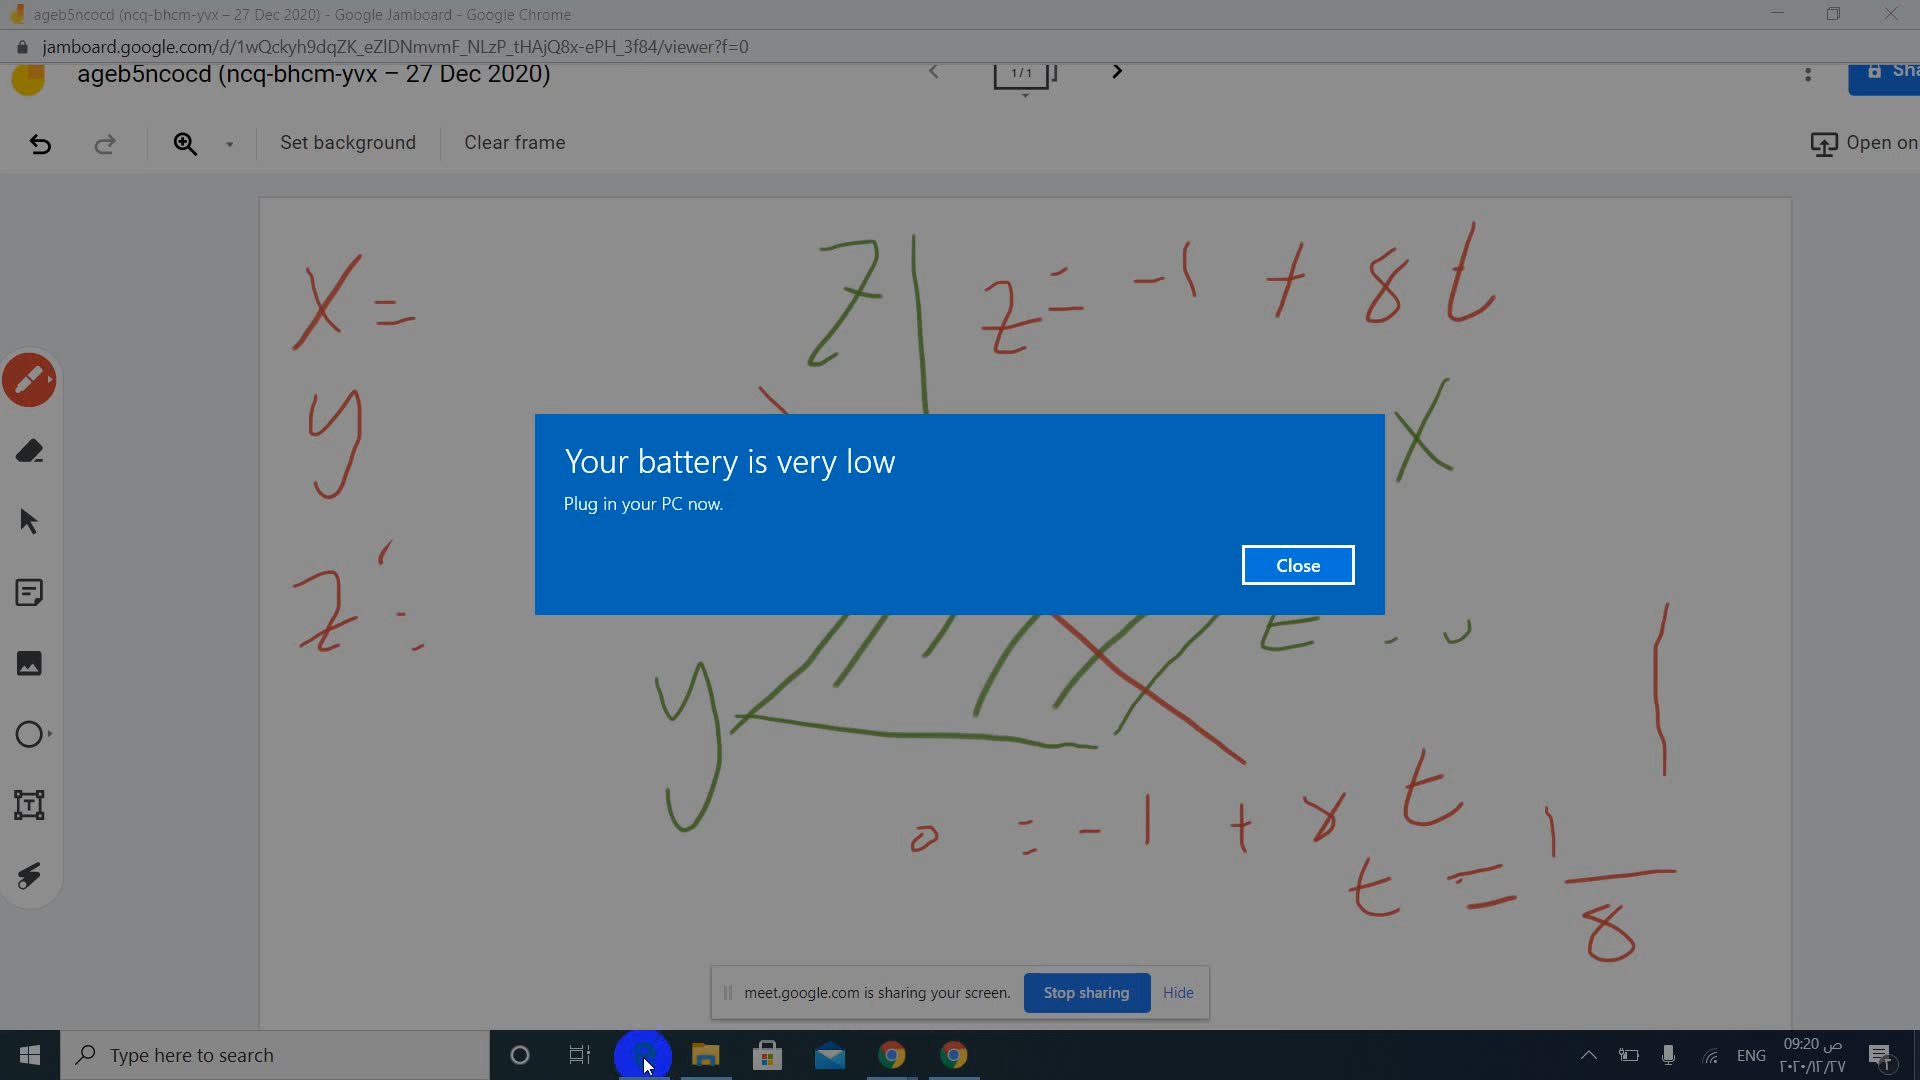 ageb5ncocd (ncq-bhcm-yvx – 27 Dec 2020) - Google Jamboard - Google Chrome
jamboard.google.com/d/1wQckyh9dqZK_eZlDNmvmF_NLzP_tHAjQ8x-ePH_3f84/viewer?f=0
ageb5ncocd (ncq-bhcm-yvx – 27 Dec 2020)
1 / 1
Sha
Set background
Clear frame
Open on
x =
z
z = -1 + 8t
y
x
Your battery is very low
Plug in your PC now.
Close
z =
y
0 = -1 + 8t
t = 1/8
meet.google.com is sharing your screen.
Stop sharing
Hide
Type here to search
ENG
09:20 ص
٢٠٢٠/١٢/٢٧
٢